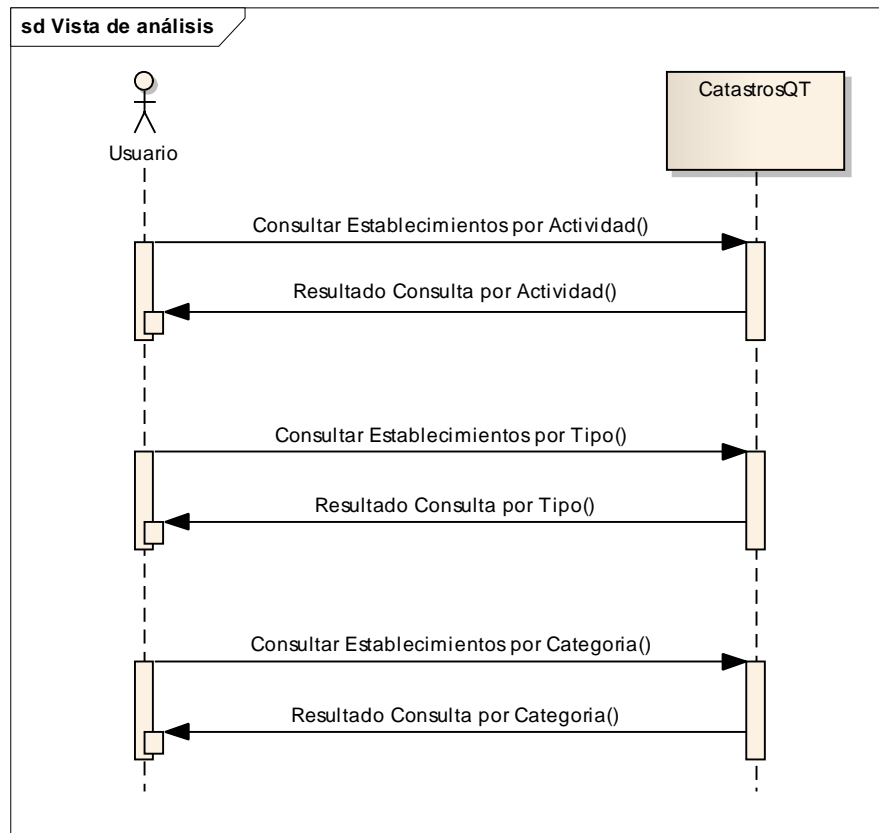 sd Vista de análisis
Usuario
CatastrosQT
Consultar Establecimientos por Actividad()
Resultado Consulta por Actividad()
Consultar Establecimientos por Tipo()
Resultado Consulta por Tipo()
Consultar Establecimientos por Categoria()
Resultado Consulta por Categoria()